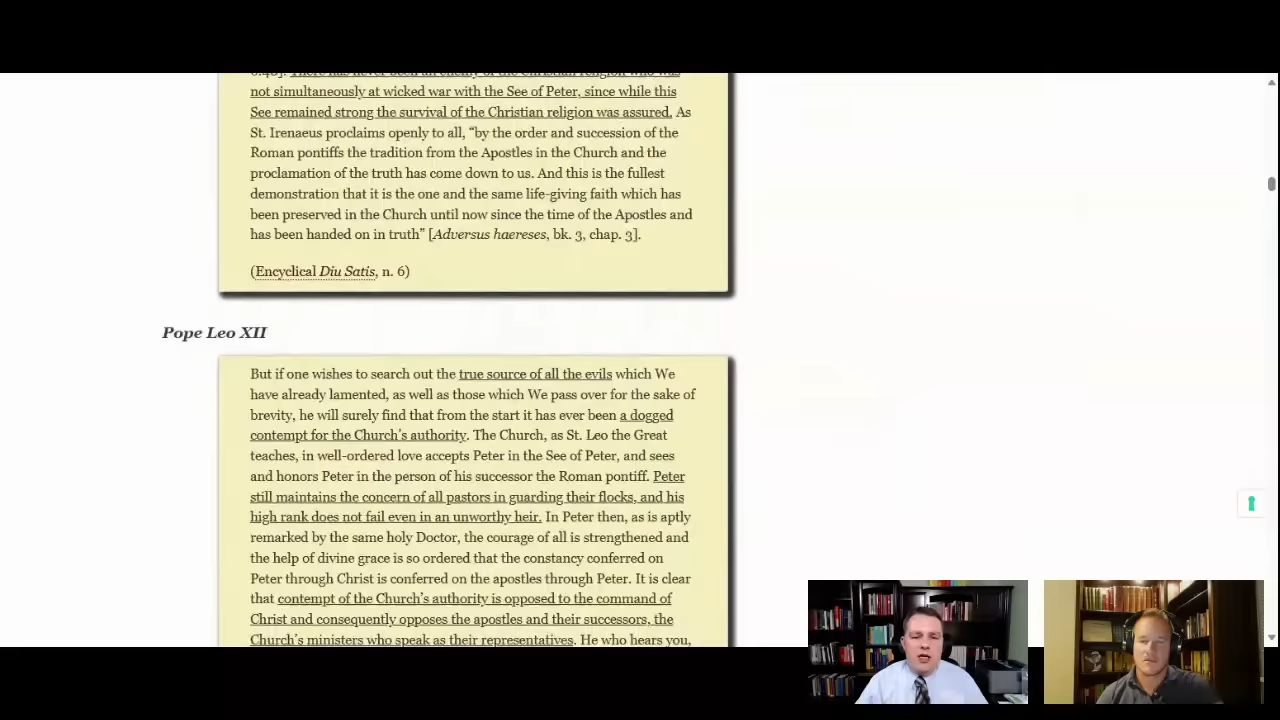 6.40]. There has never been an enemy of the Christian religion who was
not simultaneously at wicked war with the See of Peter, since while this
See remained strong the survival of the Christian religion was assured. As
St. Irenaeus proclaims openly to all, “by the order and succession of the
Roman pontiffs the tradition from the Apostles in the Church and the
proclamation of the truth has come down to us. And this is the fullest
demonstration that it is the one and the same life-giving faith which has
been preserved in the Church until now since the time of the Apostles and
has been handed on in truth” [Adversus haereses, bk. 3, chap. 3].
(Encyclical Diu Satis, n. 6)
Pope Leo XII
But if one wishes to search out the true source of all the evils which We
have already lamented, as well as those which We pass over for the sake of
brevity, he will surely find that from the start it has ever been a dogged
contempt for the Church’s authority. The Church, as St. Leo the Great
teaches, in well-ordered love accepts Peter in the See of Peter, and sees
and honors Peter in the person of his successor the Roman pontiff. Peter
still maintains the concern of all pastors in guarding their flocks, and his
high rank does not fail even in an unworthy heir. In Peter then, as is aptly
remarked by the same holy Doctor, the courage of all is strengthened and
the help of divine grace is so ordered that the constancy conferred on
Peter through Christ is conferred on the apostles through Peter. It is clear
that contempt of the Church’s authority is opposed to the command of
Christ and consequently opposes the apostles and their successors, the
Church’s ministers who speak as their representatives. He who hears you,